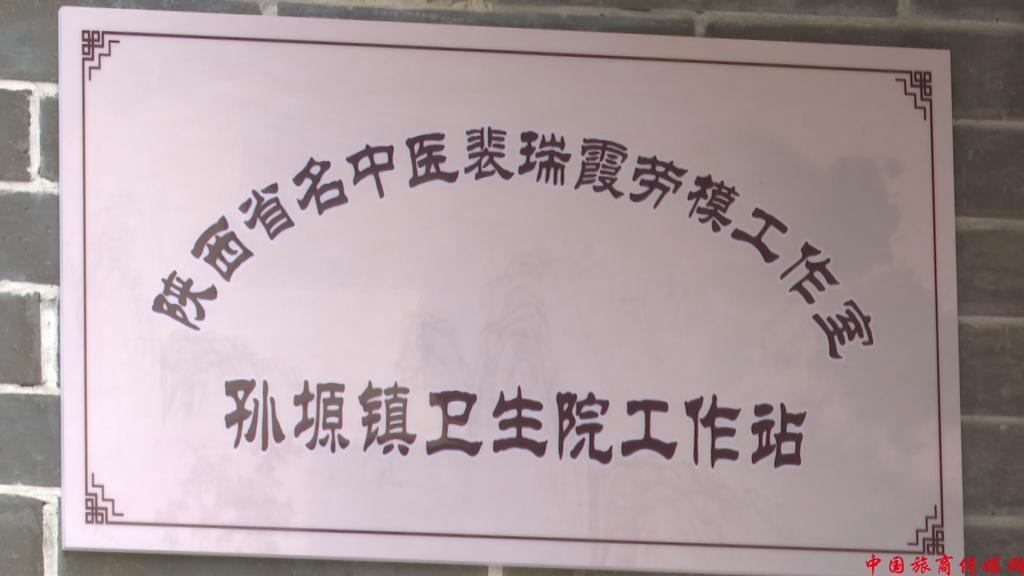 陕西省名中医裴瑞霞劳模工作室
孙塬镇卫生院工作站
中国旅商传媒网